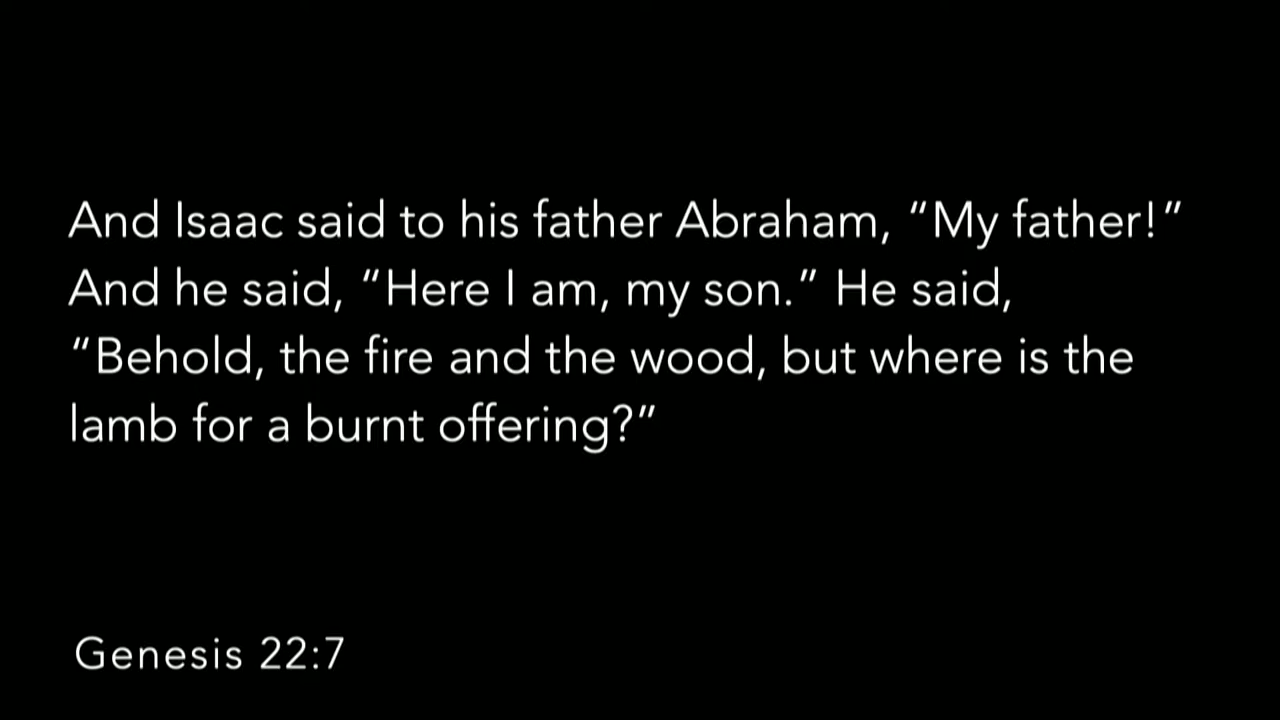 And Isaac said to his father Abraham, “My father!”
And he said, “Here I am, my son.” He said,
“Behold, the fire and the wood, but where is the
lamb for a burnt offering?”
Genesis 22:7